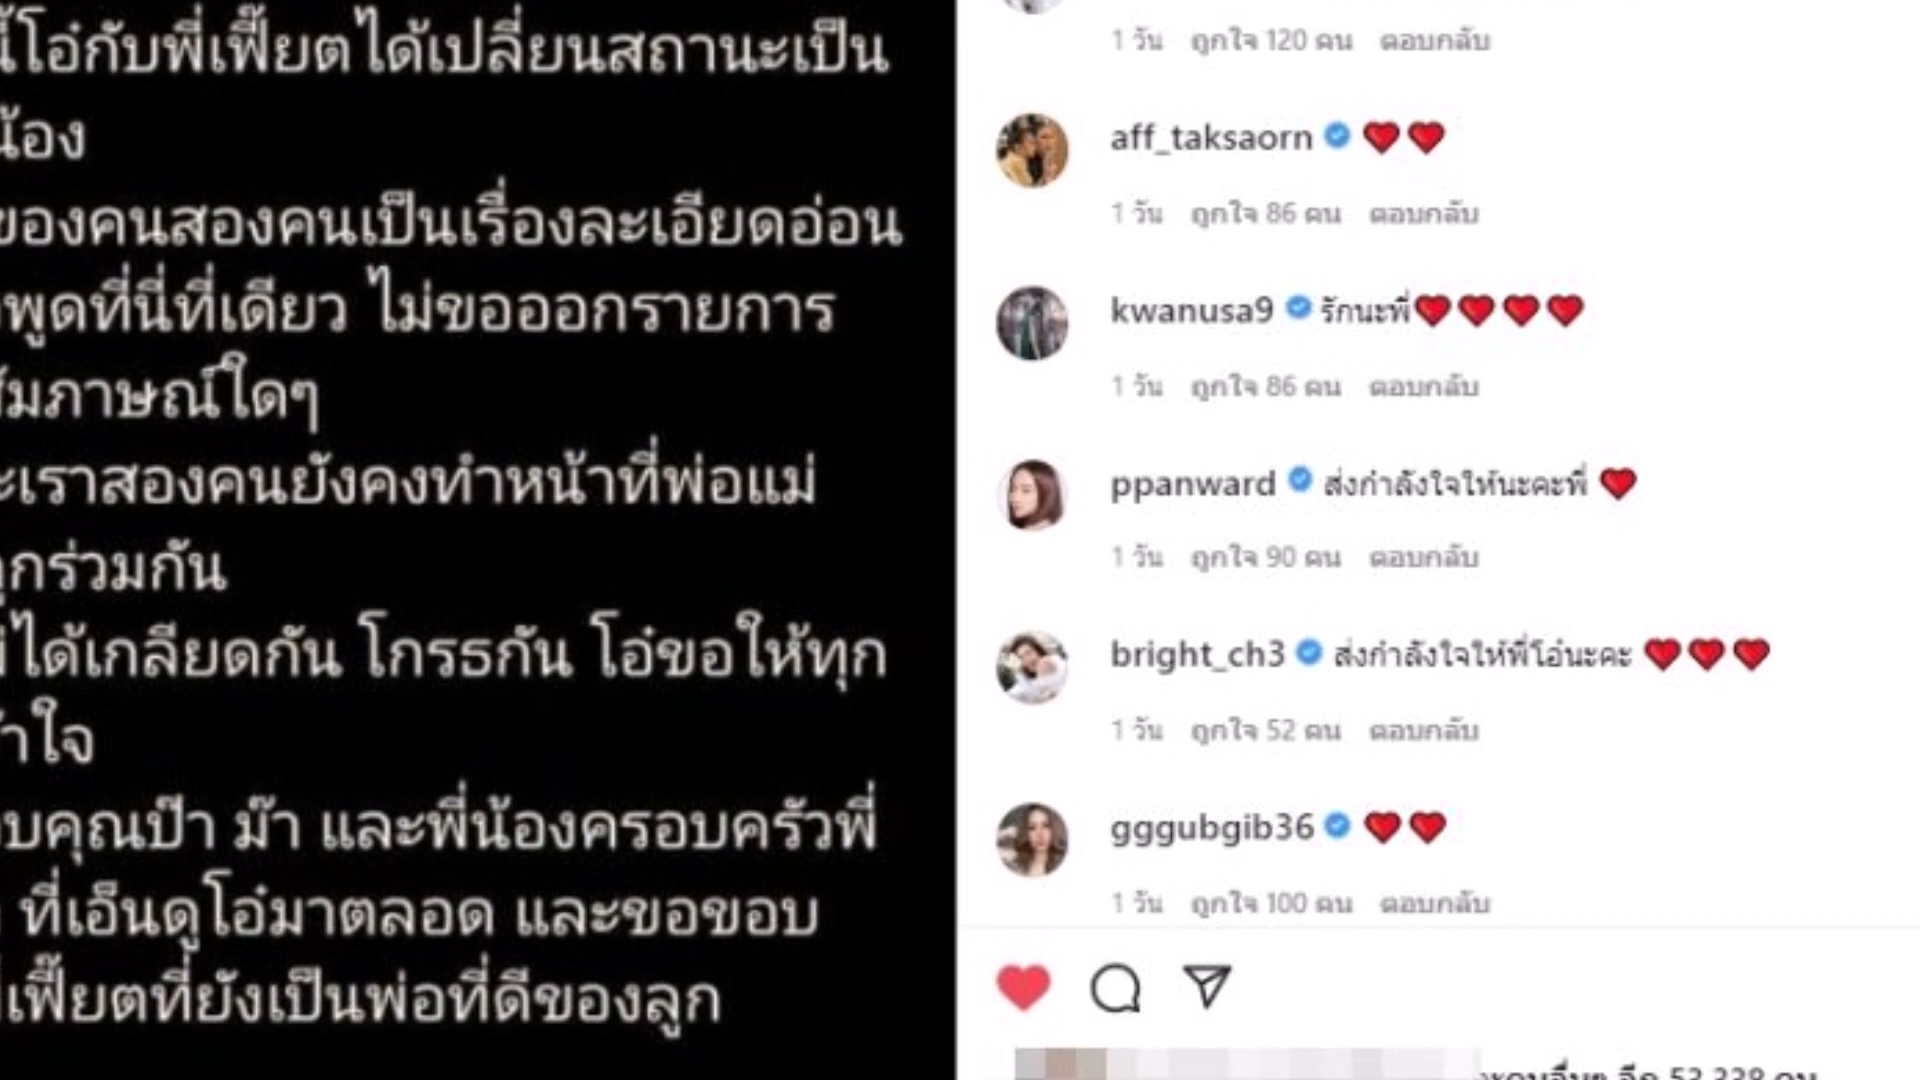 โอ๋กับพี่เฟี๊ยตได้เปลี่ยนสถานะเป็น
น้อง
ของคนสองคนเป็นเรื่องละเอียดอ่อน
พูดที่นี่ที่เดียว ไม่ขอออกรายการ
สัมภาษณ์ใดๆ
เราสองคนยังคงทำหน้าที่พ่อแม่
ร่วมกัน
ได้เกลียดกัน โกรธกัน โอ๋ขอให้ทุก
ป๊า ม๊า และพี่น้องครอบครัวพี่
ที่เอ็นดูโอ๋มาตลอด และขอขอบ
เฟี๊ยตที่ยังเป็นพ่อที่ดีของลูก
1 วัน ถูกใจ 120 คน ตอบกลับ
aff_taksaorn ❤️❤️
1 วัน ถูกใจ 86 คน ตอบกลับ
kwanusa9 รักนะพี่❤️❤️❤️❤️
1 วัน ถูกใจ 86 คน ตอบกลับ
ppanward ส่งกำลังใจให้นะคะพี่ ❤️
1 วัน ถูกใจ 90 คน ตอบกลับ
bright_ch3 ส่งกำลังใจให้พี่โอ๋นะคะ ❤️❤️❤️
1 วัน ถูกใจ 52 คน ตอบกลับ
gggubgib36 ❤️❤️
1 วัน ถูกใจ 100 คน ตอบกลับ
คนอื่นๆ อีก 53,338 คน